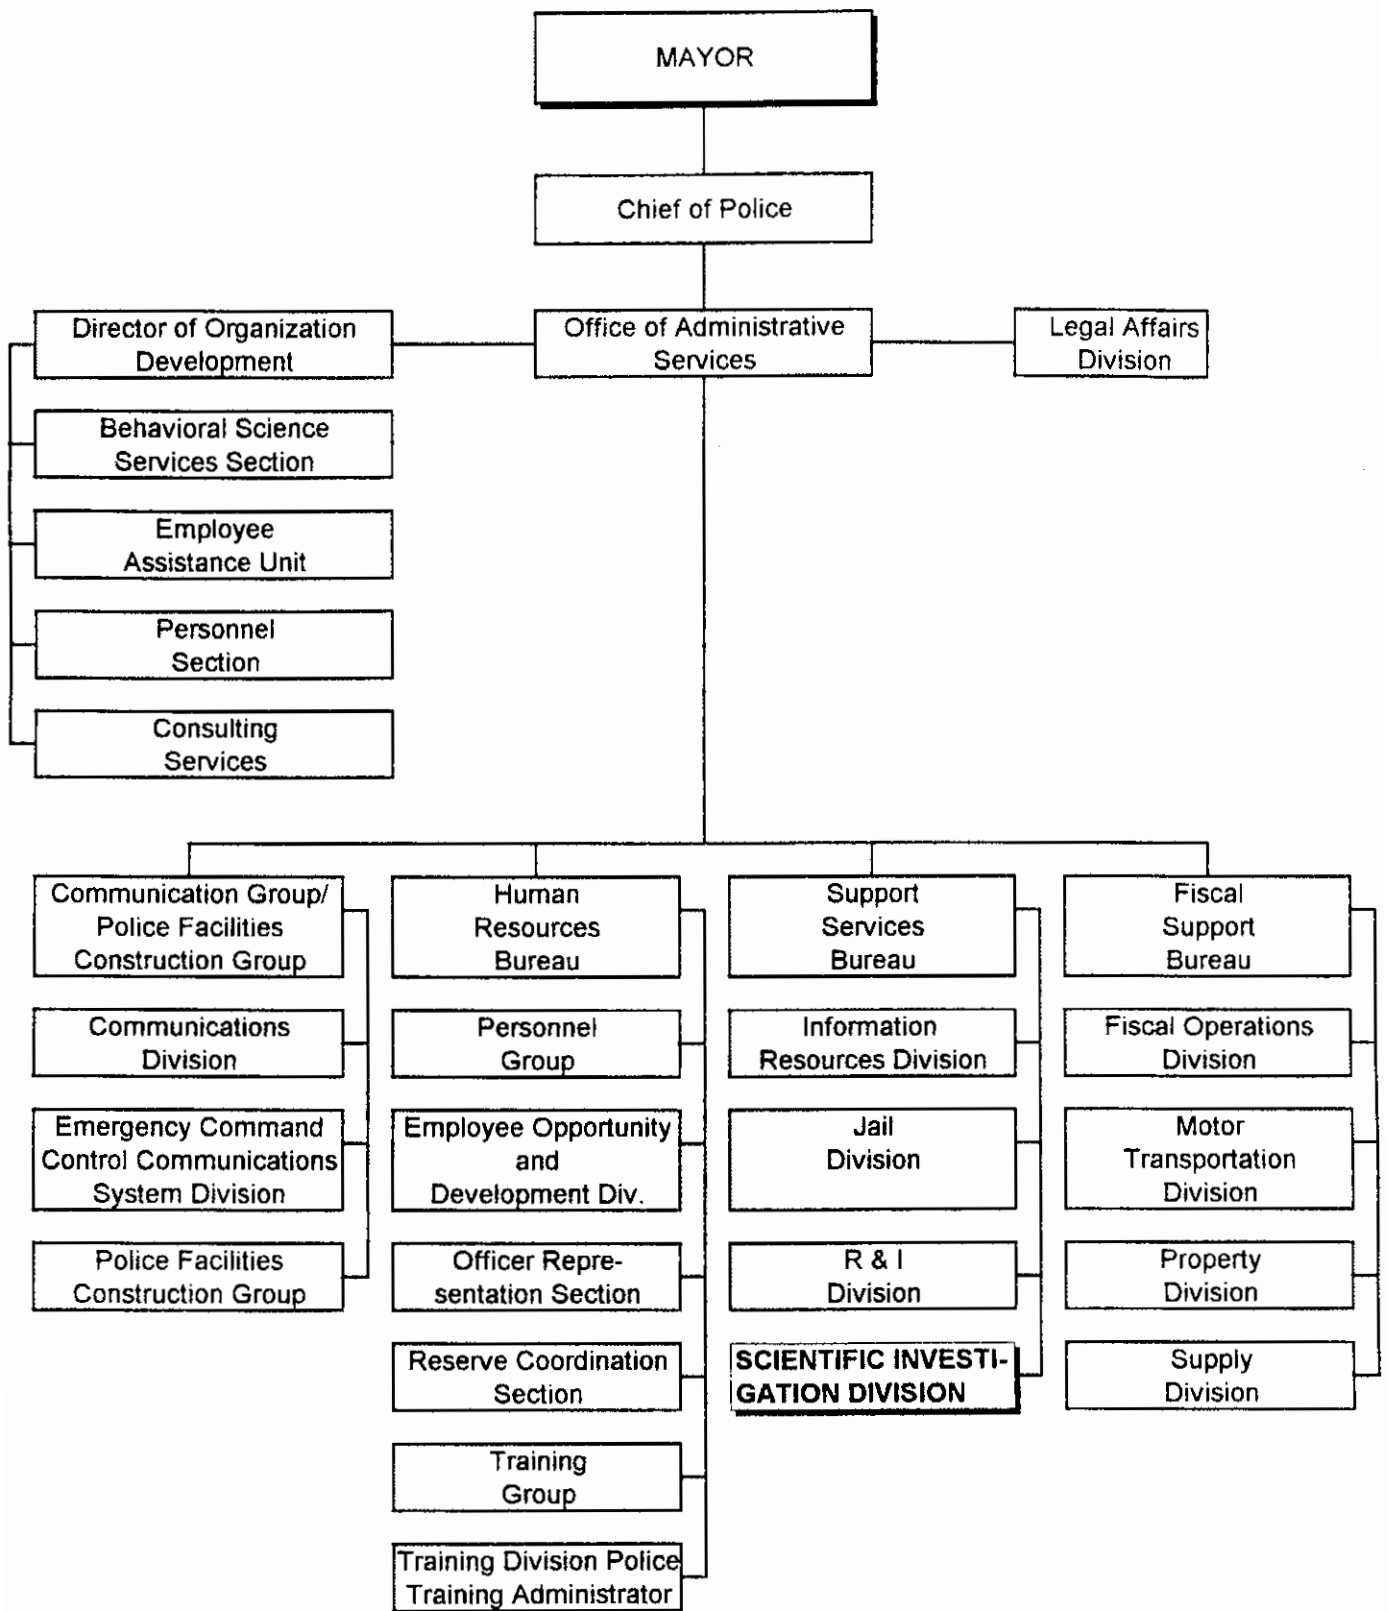 MAYOR
Chief of Police
Director of Organization
Development
Office of Administrative
Services
Legal Affairs
Division
Behavioral Science
Services Section
Employee
Assistance Unit
Personnel
Section
Consulting
Services
Communication Group/
Police Facilities
Construction Group
Communications
Division
Emergency Command
Control Communications
System Division
Police Facilities
Construction Group
Human
Resources
Bureau
Personnel
Group
Employee Opportunity
and
Development Div.
Officer Repre-
sentation Section
Reserve Coordination
Section
Training
Group
Training Division Police
Training Administrator
Support
Services
Bureau
Information
Resources Division
Jail
Division
R & I
Division
SCIENTIFIC INVESTI-
GATION DIVISION
Fiscal
Support
Bureau
Fiscal Operations
Division
Motor
Transportation
Division
Property
Division
Supply
Division